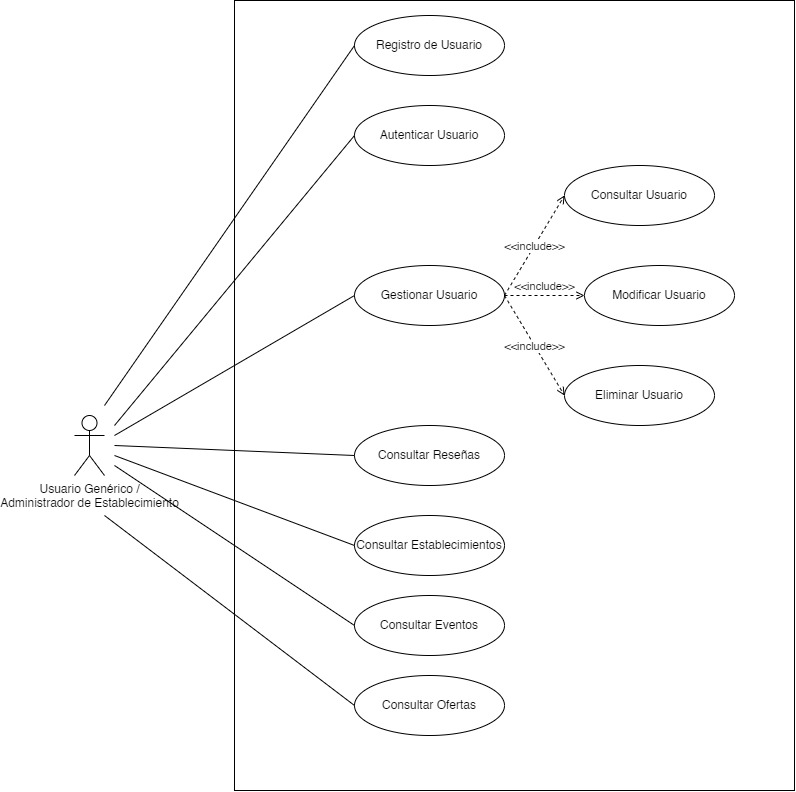 Registro de Usuario
Autenticar Usuario
Consultar Usuario
<<include>>
Gestionar Usuario
<<include>>
Modificar Usuario
<<include>>
Eliminar Usuario
Consultar Reseñas
Usuario Genérico /
Administrador de Establecimiento
Consultar Establecimientos
Consultar Eventos
Consultar Ofertas